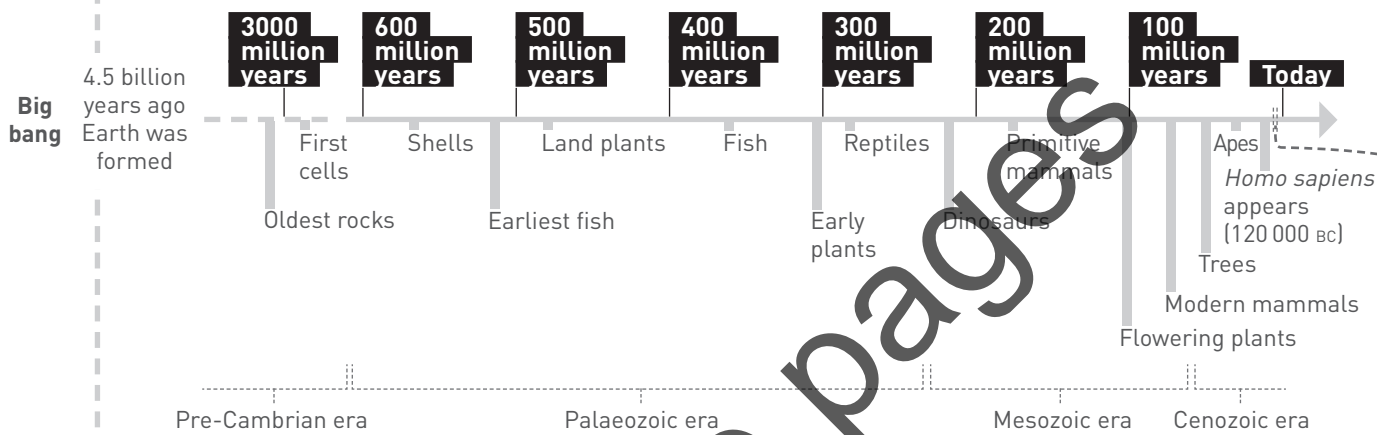 3000
million
years
600
million
years
500
million
years
400
million
years
300
million
years
200
million
years
100
million
years
Today
Big
bang
4.5 billion
years ago
Earth was
formed
First
cells
Shells
Land plants
Fish
Reptiles
Primitive
mammals
Apes
Homo sapiens
appears
(120 000 BC)
Oldest rocks
Earliest fish
Early
plants
Dinosaurs
Trees
Modern mammals
Flowering plants
Pre-Cambrian era
Palaeozoic era
Mesozoic era
Cenozoic era
pages